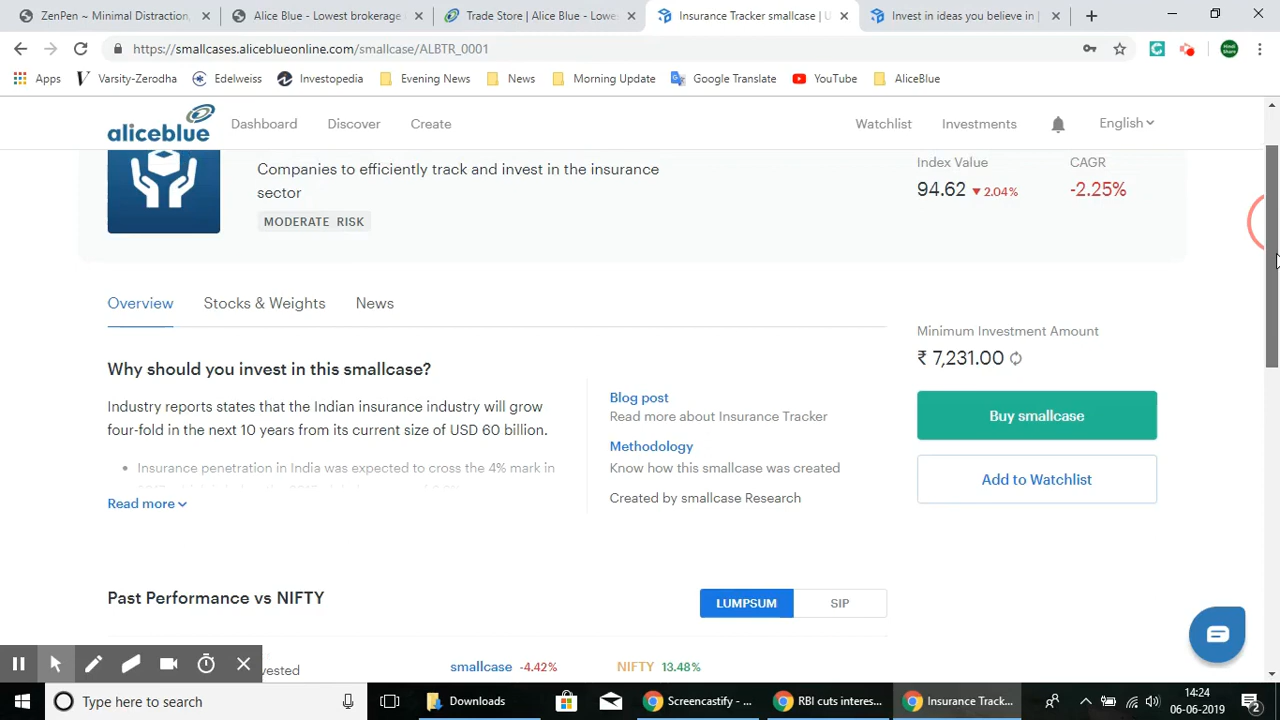 ZenPen ~ Minimal Distraction,
Alice Blue - Lowest brokerage
Trade Store | Alice Blue - Lowe
Insurance Tracker smallcase | U
Invest in ideas you believe in |
https://smallcases.aliceblueonline.com/smallcase/ALBTR_0001
Apps
Varsity-Zerodha
Edelweiss
Investopedia
Evening News
News
Morning Update
Google Translate
YouTube
AliceBlue
aliceblue
Dashboard
Discover
Create
Watchlist
Investments
English
Companies to efficiently track and invest in the insurance
sector
MODERATE RISK
Index Value
CAGR
94.62 ▼ 2.04%
-2.25%
Overview
Stocks & Weights
News
Minimum Investment Amount
₹ 7,231.00
Why should you invest in this smallcase?
Industry reports states that the Indian insurance industry will grow
four-fold in the next 10 years from its current size of USD 60 billion.
• Insurance penetration in India was expected to cross the 4% mark in
Read more
Blog post
Read more about Insurance Tracker
Methodology
Know how this smallcase was created
Created by smallcase Research
Buy smallcase
Add to Watchlist
Past Performance vs NIFTY
LUMPSUM
SIP
vested
smallcase -4.42%
NIFTY 13.48%
Type here to search
Downloads
Screencastify - ...
RBI cuts interes...
Insurance Track...
14:24
06-06-2019
2